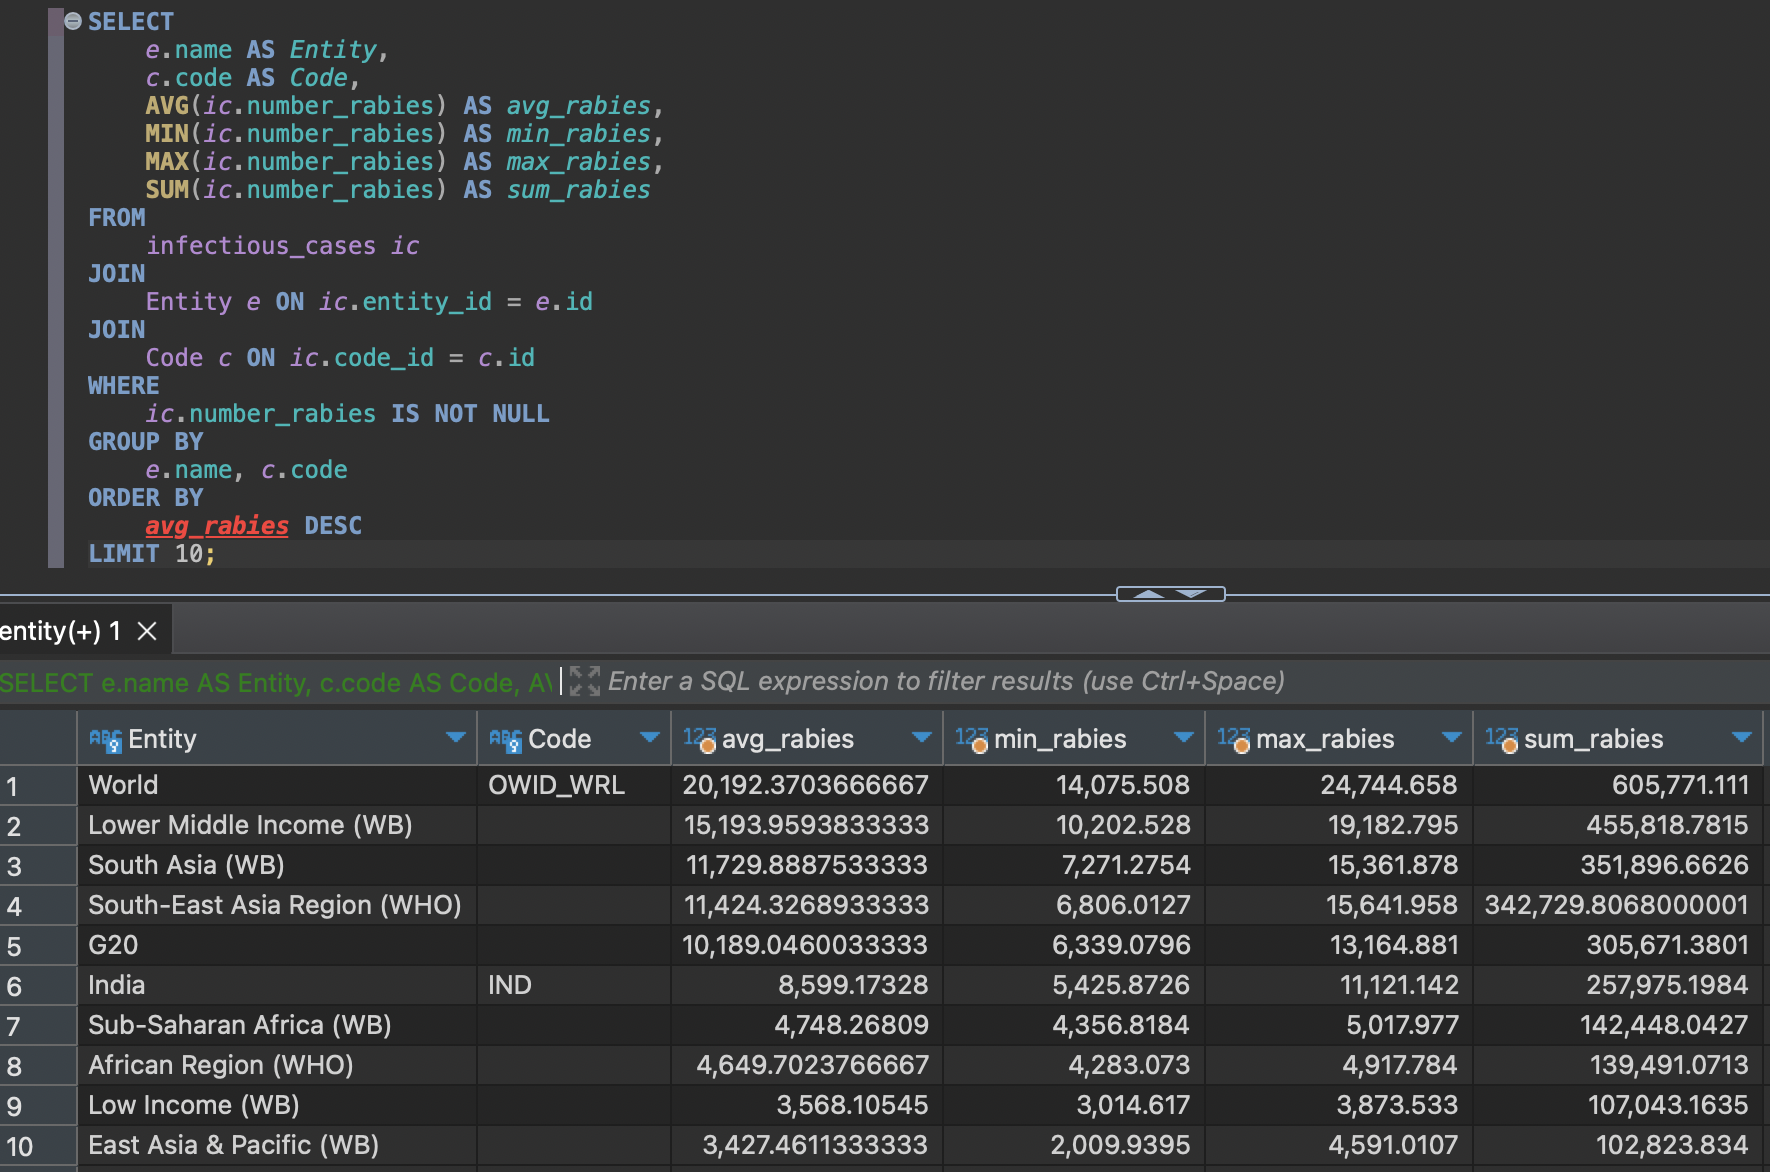 SELECT
e.name AS Entity,
c.code AS Code,
AVG(ic.number_rabies) AS avg_rabies,
MIN(ic.number_rabies) AS min_rabies,
MAX(ic.number_rabies) AS max_rabies,
SUM(ic.number_rabies) AS sum_rabies
FROM
infectious_cases ic
JOIN
Entity e ON ic.entity_id = e.id
JOIN
Code c ON ic.code_id = c.id
WHERE
ic.number_rabies IS NOT NULL
GROUP BY
e.name, c.code
ORDER BY
avg_rabies DESC
LIMIT 10;
entity(+) 1
SELECT e.name AS Entity, c.code AS Code, AV Enter a SQL expression to filter results (use Ctrl+Space)
ABC Entity ABC Code 123 avg_rabies 123 min_rabies 123 max_rabies 123 sum_rabies
1 World OWID_WRL 20,192.3703666667 14,075.508 24,744.658 605,771.111
2 Lower Middle Income (WB) 15,193.9593833333 10,202.528 19,182.795 455,818.7815
3 South Asia (WB) 11,729.8887533333 7,271.2754 15,361.878 351,896.6626
4 South-East Asia Region (WHO) 11,424.3268933333 6,806.0127 15,641.958 342,729.8068000001
5 G20 10,189.0460033333 6,339.0796 13,164.881 305,671.3801
6 India IND 8,599.17328 5,425.8726 11,121.142 257,975.1984
7 Sub-Saharan Africa (WB) 4,748.26809 4,356.8184 5,017.977 142,448.0427
8 African Region (WHO) 4,649.7023766667 4,283.073 4,917.784 139,491.0713
9 Low Income (WB) 3,568.10545 3,014.617 3,873.533 107,043.1635
10 East Asia & Pacific (WB) 3,427.4611333333 2,009.9395 4,591.0107 102,823.834